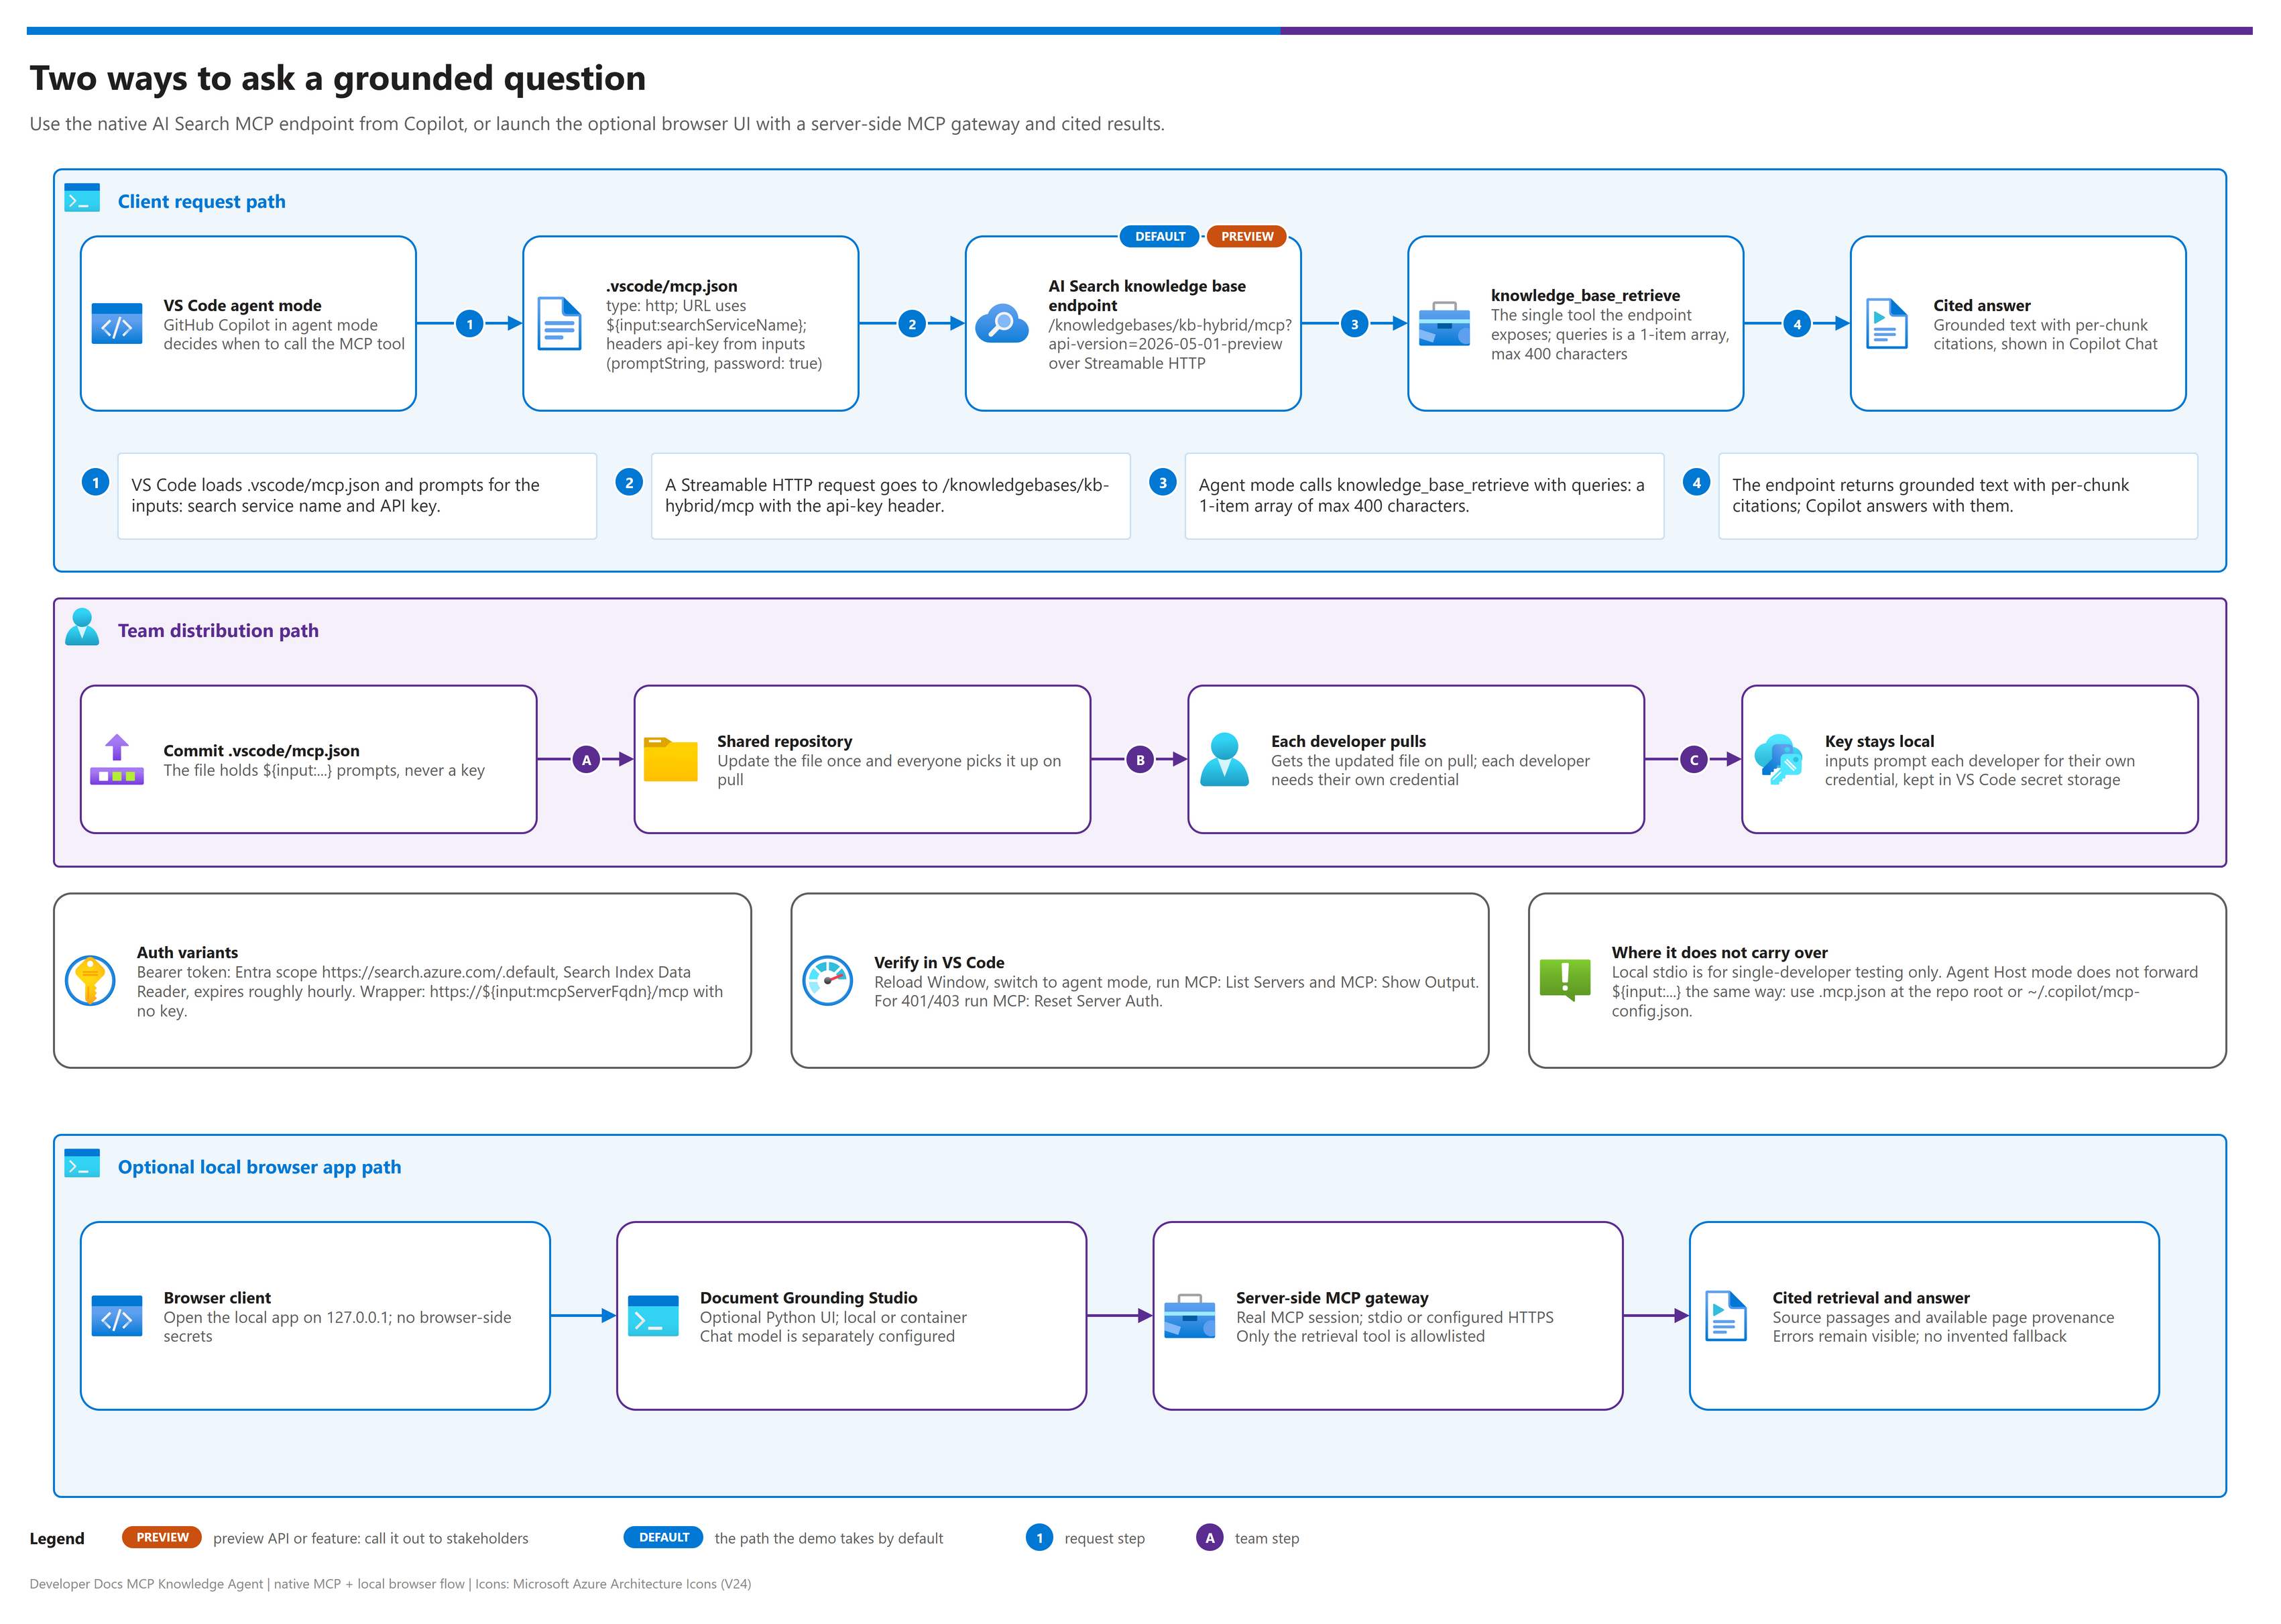 Two ways to ask a grounded question
Use the native AI Search MCP endpoint from Copilot, or launch the optional browser UI with a server-side MCP gateway and cited results.
Client request path
VS Code agent mode
GitHub Copilot in agent mode
decides when to call the MCP tool
1
.vscode/mcp.json
type: http; URL uses
${input:searchServiceName};
headers api-key from inputs
(promptString, password: true)
2
DEFAULT
PREVIEW
AI Search knowledge base
endpoint
/knowledgebases/kb-hybrid/mcp?
api-version=2026-05-01-preview
over Streamable HTTP
3
knowledge_base_retrieve
The single tool the endpoint
exposes; queries is a 1-item array,
max 400 characters
4
Cited answer
Grounded text with per-chunk
citations, shown in Copilot Chat
1
VS Code loads .vscode/mcp.json and prompts for the
inputs: search service name and API key.
2
A Streamable HTTP request goes to /knowledgebases/kb-
hybrid/mcp with the api-key header.
3
Agent mode calls knowledge_base_retrieve with queries: a
1-item array of max 400 characters.
4
The endpoint returns grounded text with per-chunk
citations; Copilot answers with them.
Team distribution path
Commit .vscode/mcp.json
The file holds ${input:...} prompts, never a key
A
Shared repository
Update the file once and everyone picks it up on
pull
B
Each developer pulls
Gets the updated file on pull; each developer
needs their own credential
C
Key stays local
inputs prompt each developer for their own
credential, kept in VS Code secret storage
Auth variants
Bearer token: Entra scope https://search.azure.com/.default, Search Index Data
Reader, expires roughly hourly. Wrapper: https://${input:mcpServerFqdn}/mcp with
no key.
Verify in VS Code
Reload Window, switch to agent mode, run MCP: List Servers and MCP: Show Output.
For 401/403 run MCP: Reset Server Auth.
Where it does not carry over
Local stdio is for single-developer testing only. Agent Host mode does not forward
${input:...} the same way: use .mcp.json at the repo root or ~/.copilot/mcp-
config.json.
Optional local browser app path
Browser client
Open the local app on 127.0.0.1; no browser-side
secrets
Document Grounding Studio
Optional Python UI; local or container
Chat model is separately configured
Server-side MCP gateway
Real MCP session; stdio or configured HTTPS
Only the retrieval tool is allowlisted
Cited retrieval and answer
Source passages and available page provenance
Errors remain visible; no invented fallback
Legend
PREVIEW
preview API or feature: call it out to stakeholders
DEFAULT
the path the demo takes by default
1
request step
A
team step
Developer Docs MCP Knowledge Agent | native MCP + local browser flow | Icons: Microsoft Azure Architecture Icons (V24)